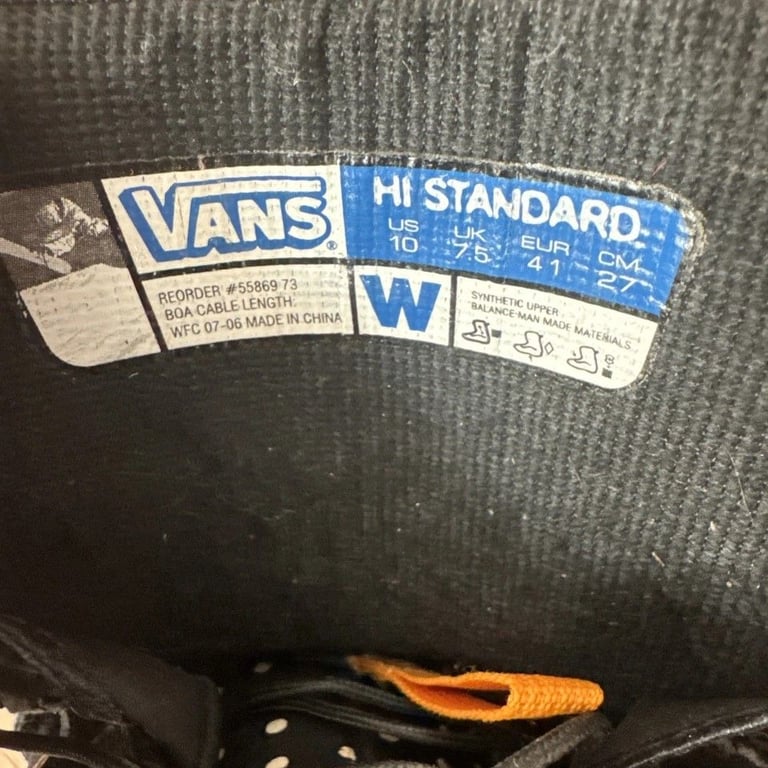 VANS®
HI STANDARD
US UK EUR CM
10 7.5 41 27
REORDER #55869 73
BOA CABLE LENGTH:
WFC 07-06 MADE IN CHINA
W
SYNTHETIC UPPER
BALANCE-MAN MADE MATERIALS